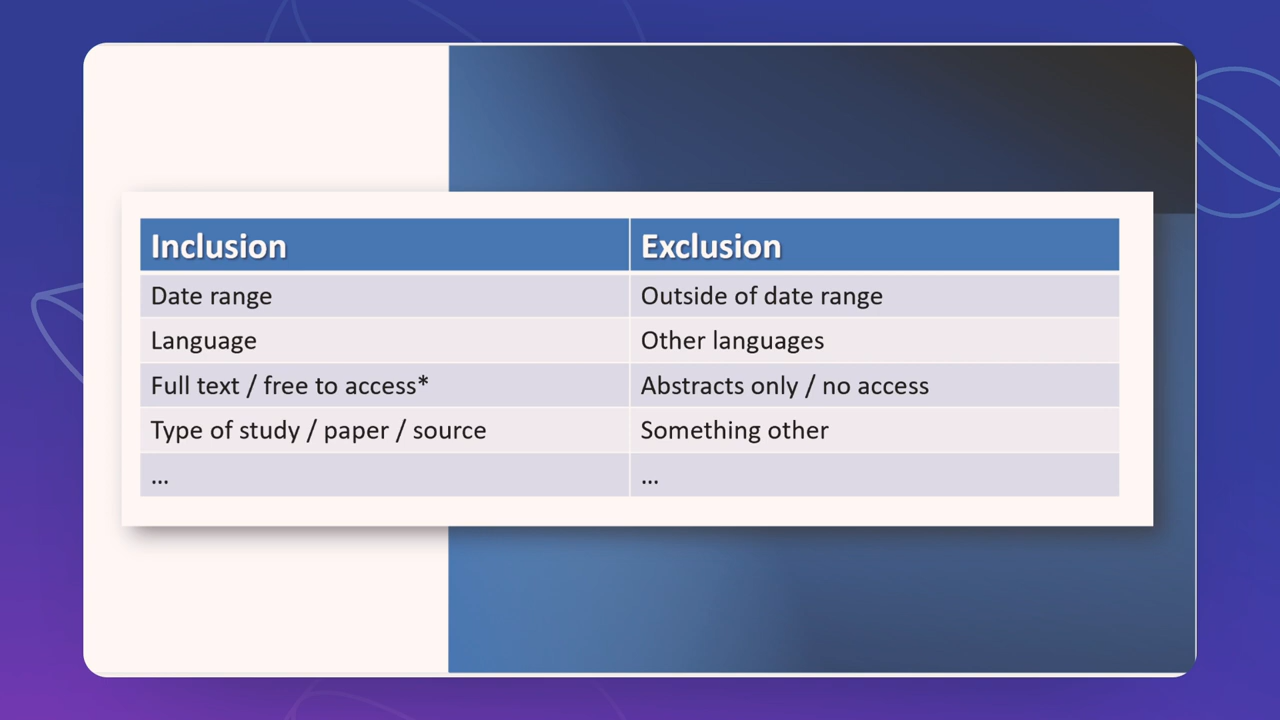 Inclusion Exclusion
Date range Outside of date range
Language Other languages
Full text / free to access* Abstracts only / no access
Type of study / paper / source Something other
... ...